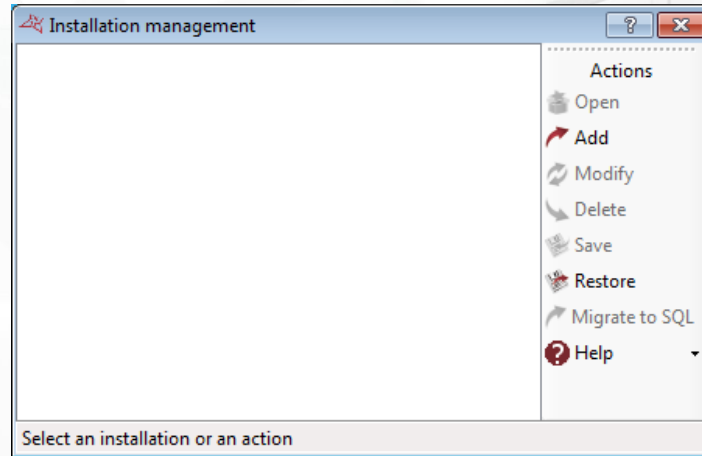 Installation management
Actions
Open
Add
Modify
Delete
Save
Restore
Migrate to SQL
Help
Select an installation or an action